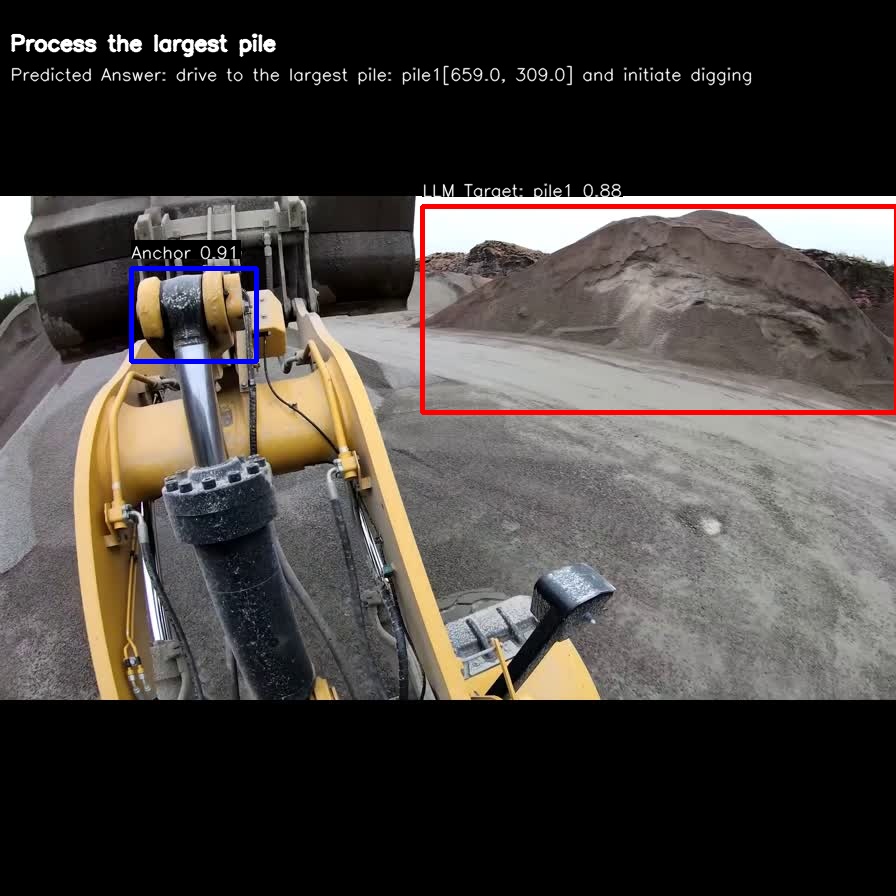 Process the largest pile
Predicted Answer: drive to the largest pile: pile1[659.0, 309.0] and initiate digging
LLM Target: pile1 0.88
Anchor 0.91